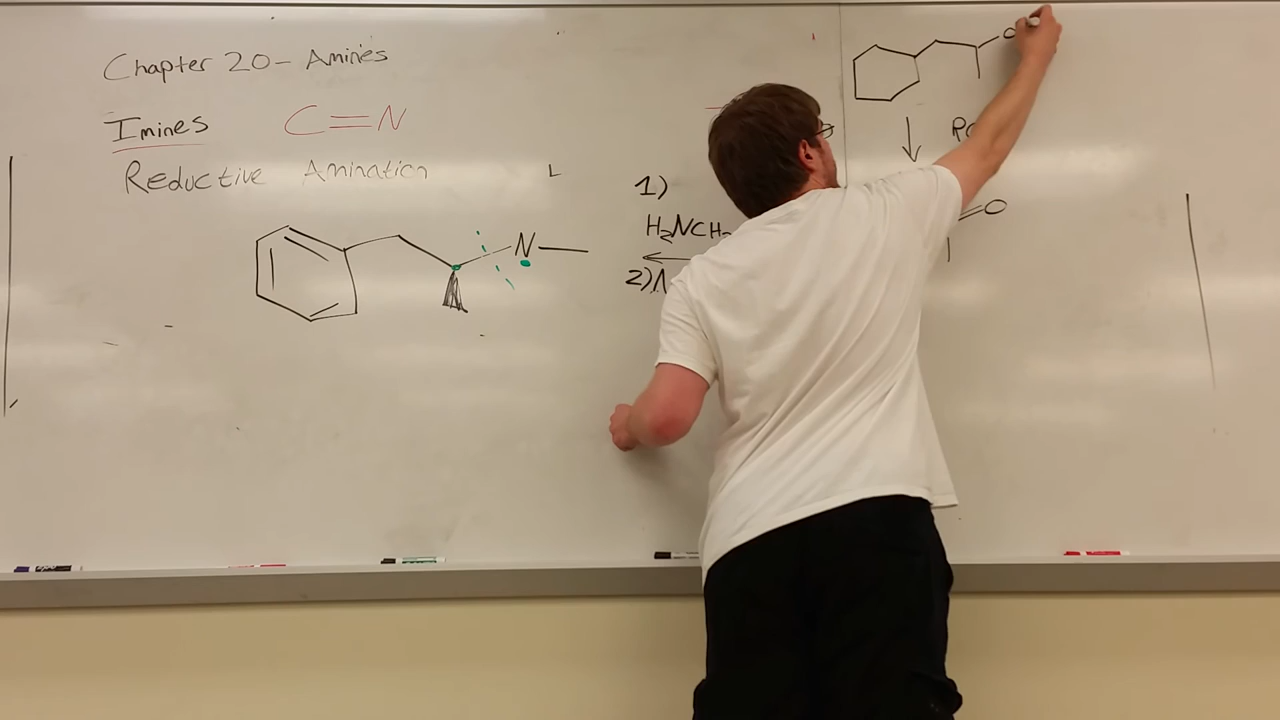 Chapter 20 - Amines
Imines C=N
Reductive Amination
N
1)
H₂NCH₃
2)
O